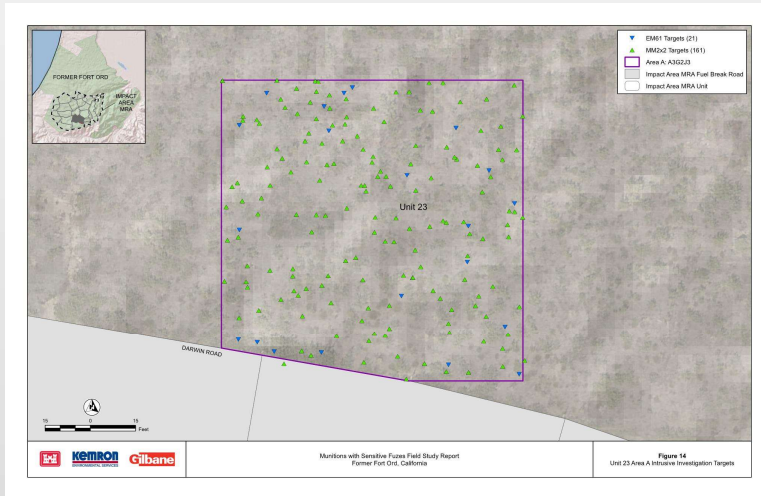 FORMER FORT ORD
IMPACT
AREA
MRA
EM61 Targets (21)
MM2x2 Targets (161)
Area A: A3G2J3
Impact Area MRA Fuel Break Road
Impact Area MRA Unit
Unit 23
DARWIN ROAD
15 0 15
Feet
KEMRON
ENVIRONMENTAL SERVICES
Gilbane
Munitions with Sensitive Fuzes Field Study Report
Former Fort Ord, California
Figure 14
Unit 23 Area A Intrusive Investigation Targets